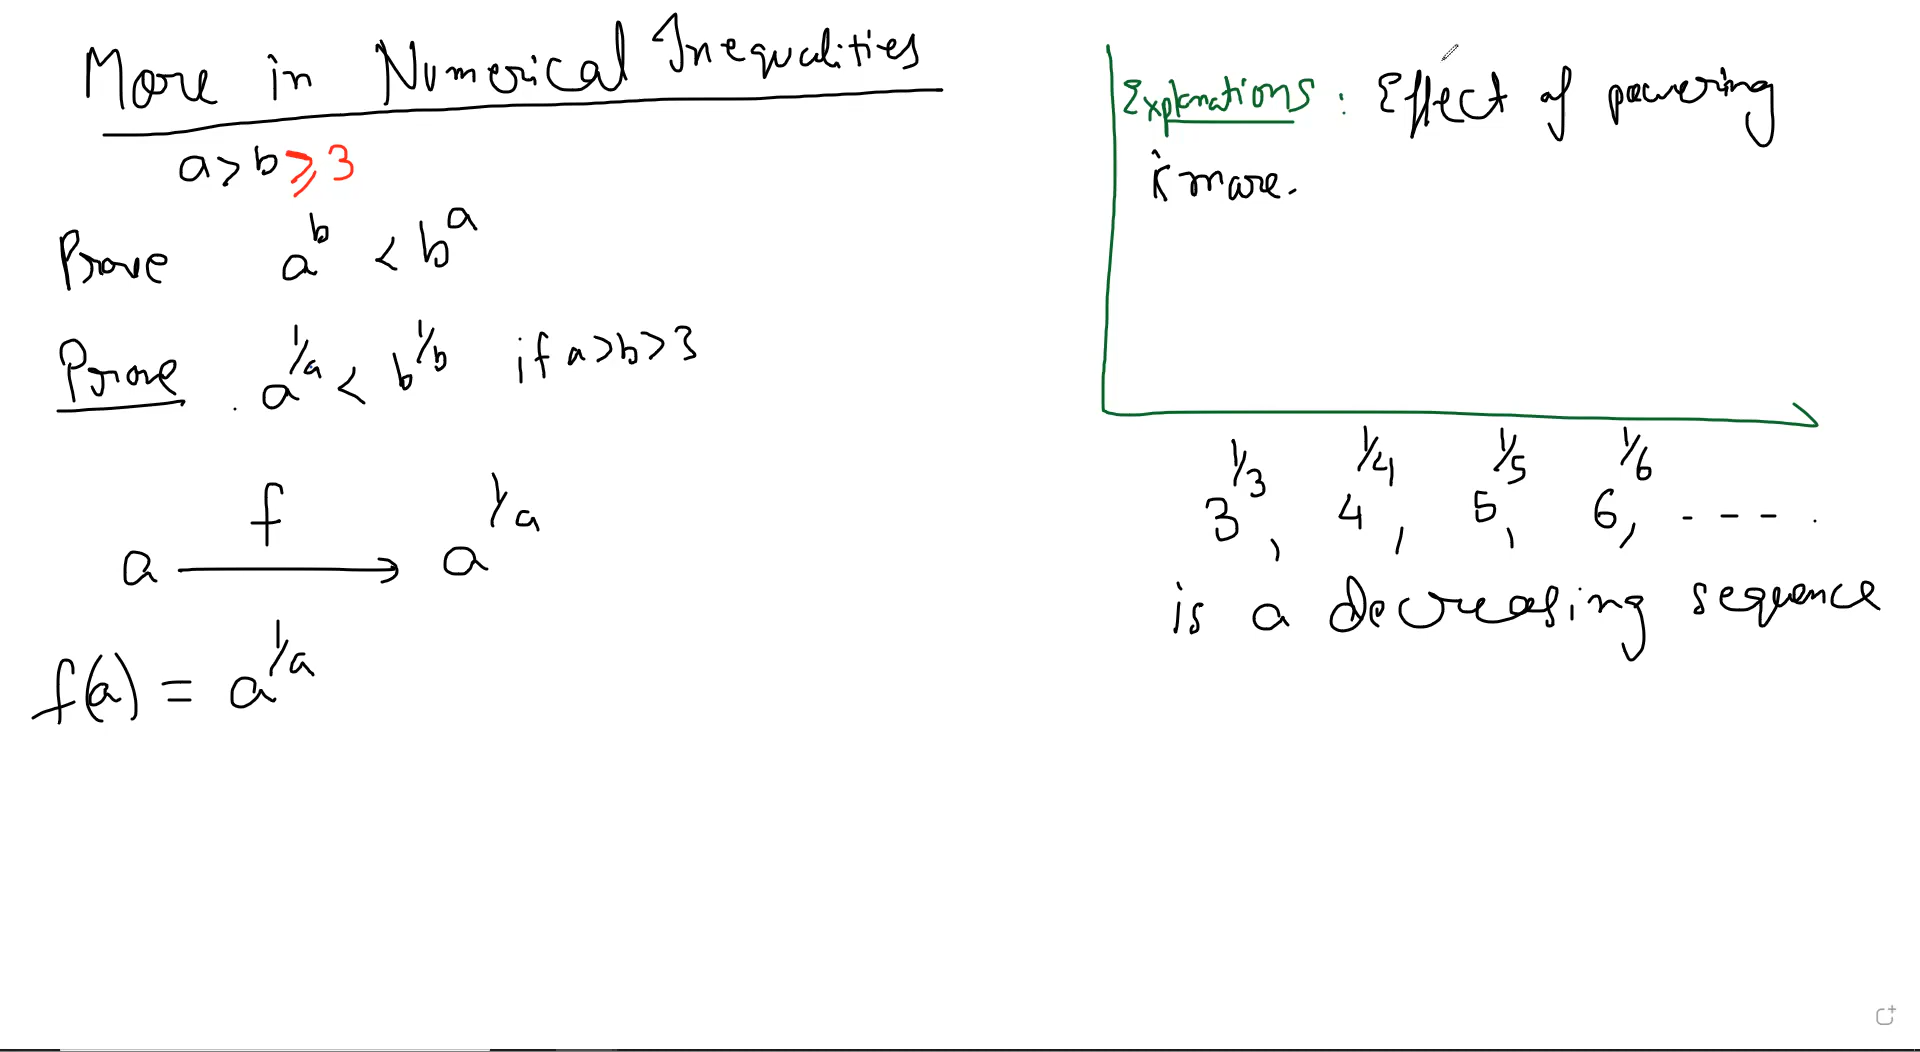 More in Numerical Inequalities
a > b ⩾ 3
Prove a^b < b^a
Prove . a^{1/a} < b^{1/b} if a > b > 3
a —f→ a^{1/a}
f(a) = a^{1/a}
Explanations : Effect of powering
is more.
3^{1/3}, 4^{1/4}, 5^{1/5}, 6^{1/6}, - - - - .
is a decreasing sequence